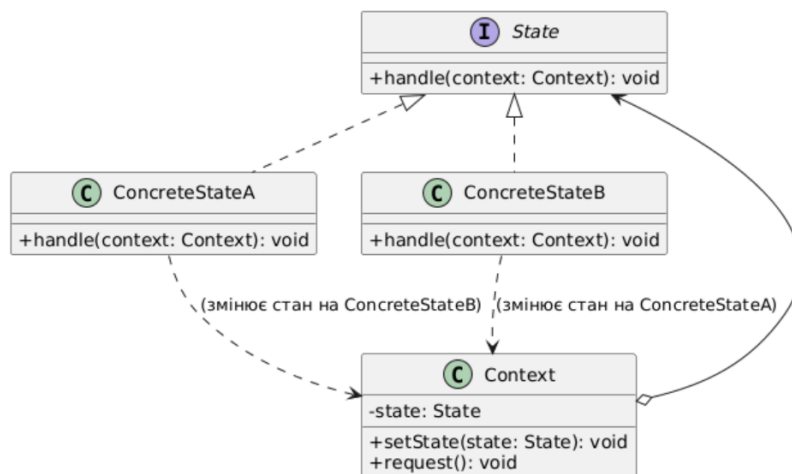 I State
+handle(context: Context): void
C ConcreteStateA
+handle(context: Context): void
C ConcreteStateB
+handle(context: Context): void
(змінює стан на ConcreteStateB)
(змінює стан на ConcreteStateA)
C Context
-state: State
+setState(state: State): void
+request(): void